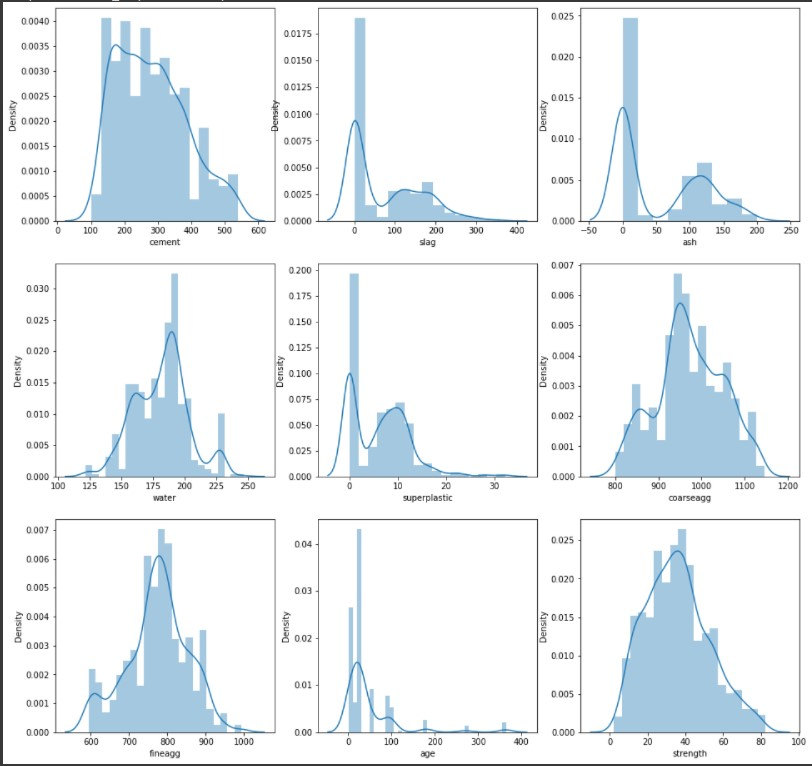 0.0040
0.0035
0.0030
0.0025
0.0020
0.0015
0.0010
0.0005
0.0000
Density
0 100 200 300 400 500 600
cement
0.0175
0.0150
0.0125
0.0100
0.0075
0.0050
0.0025
0.0000
Density
0 100 200 300 400
slag
0.025
0.020
0.015
0.010
0.005
0.000
Density
−50 0 50 100 150 200 250
ash
0.030
0.025
0.020
0.015
0.010
0.005
0.000
Density
100 125 150 175 200 225 250
water
0.200
0.175
0.150
0.125
0.100
0.075
0.050
0.025
0.000
Density
0 10 20 30
superplastic
0.007
0.006
0.005
0.004
0.003
0.002
0.001
0.000
Density
800 900 1000 1100 1200
coarseagg
0.007
0.006
0.005
0.004
0.003
0.002
0.001
0.000
Density
600 700 800 900 1000
fineagg
0.04
0.03
0.02
0.01
0.00
Density
0 100 200 300 400
age
0.025
0.020
0.015
0.010
0.005
0.000
Density
0 20 40 60 80 100
strength